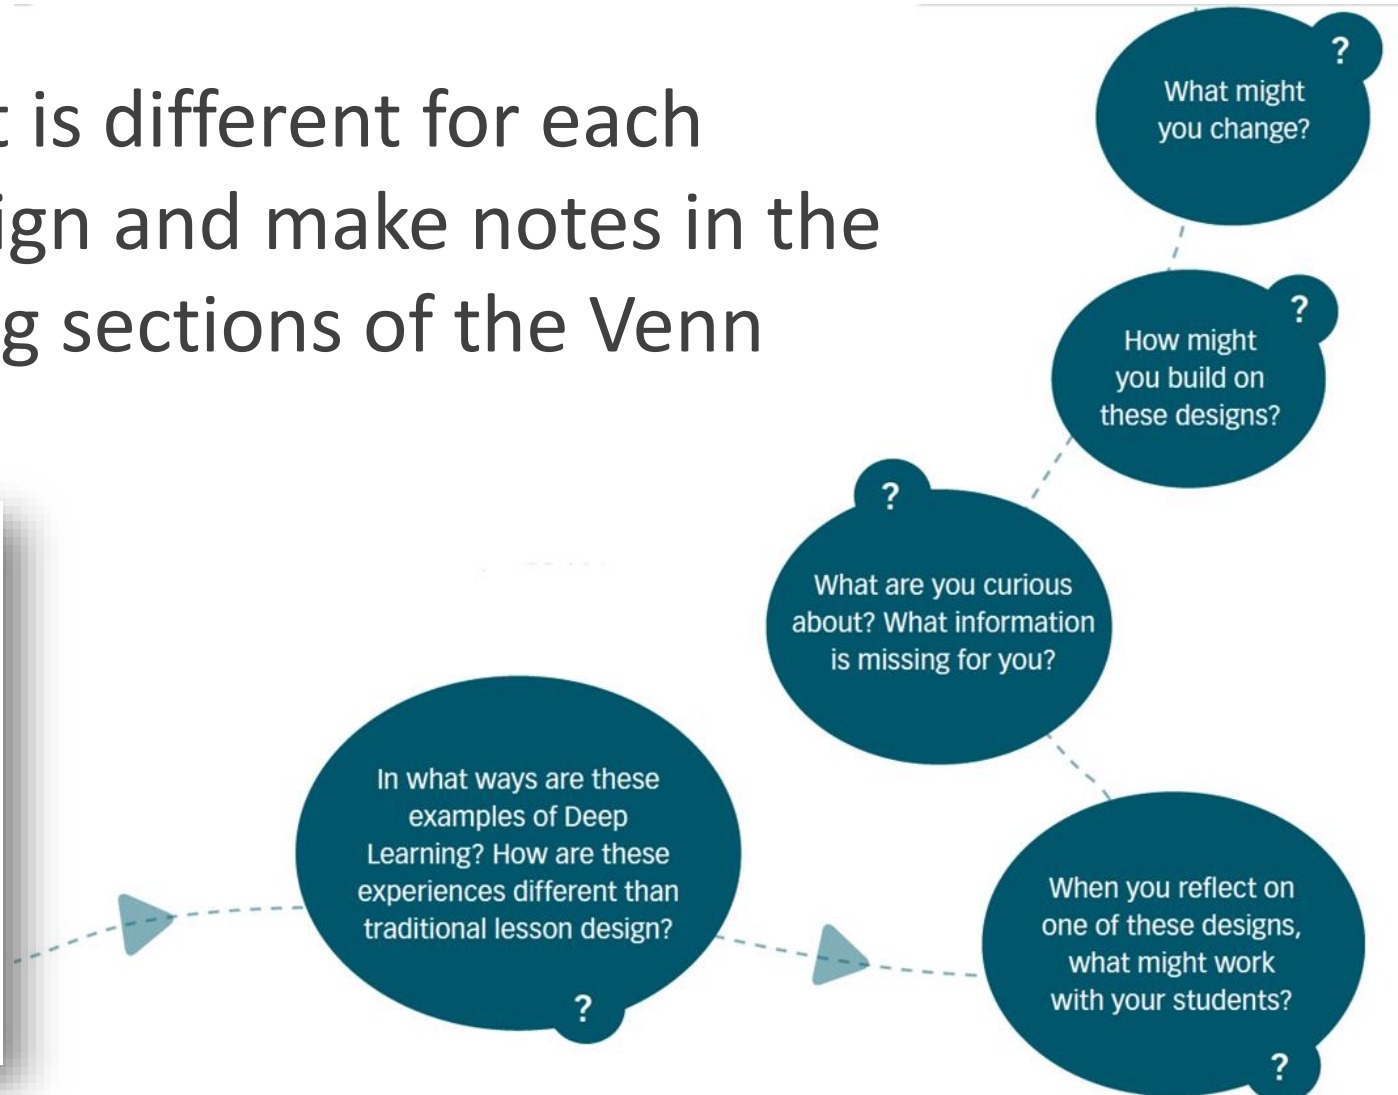 t is different for each
ign and make notes in the
g sections of the Venn
?
What might
you change?
?
How might
you build on
these designs?
?
What are you curious
about? What information
is missing for you?
In what ways are these
examples of Deep
Learning? How are these
experiences different than
traditional lesson design?
?
When you reflect on
one of these designs,
what might work
with your students?
?